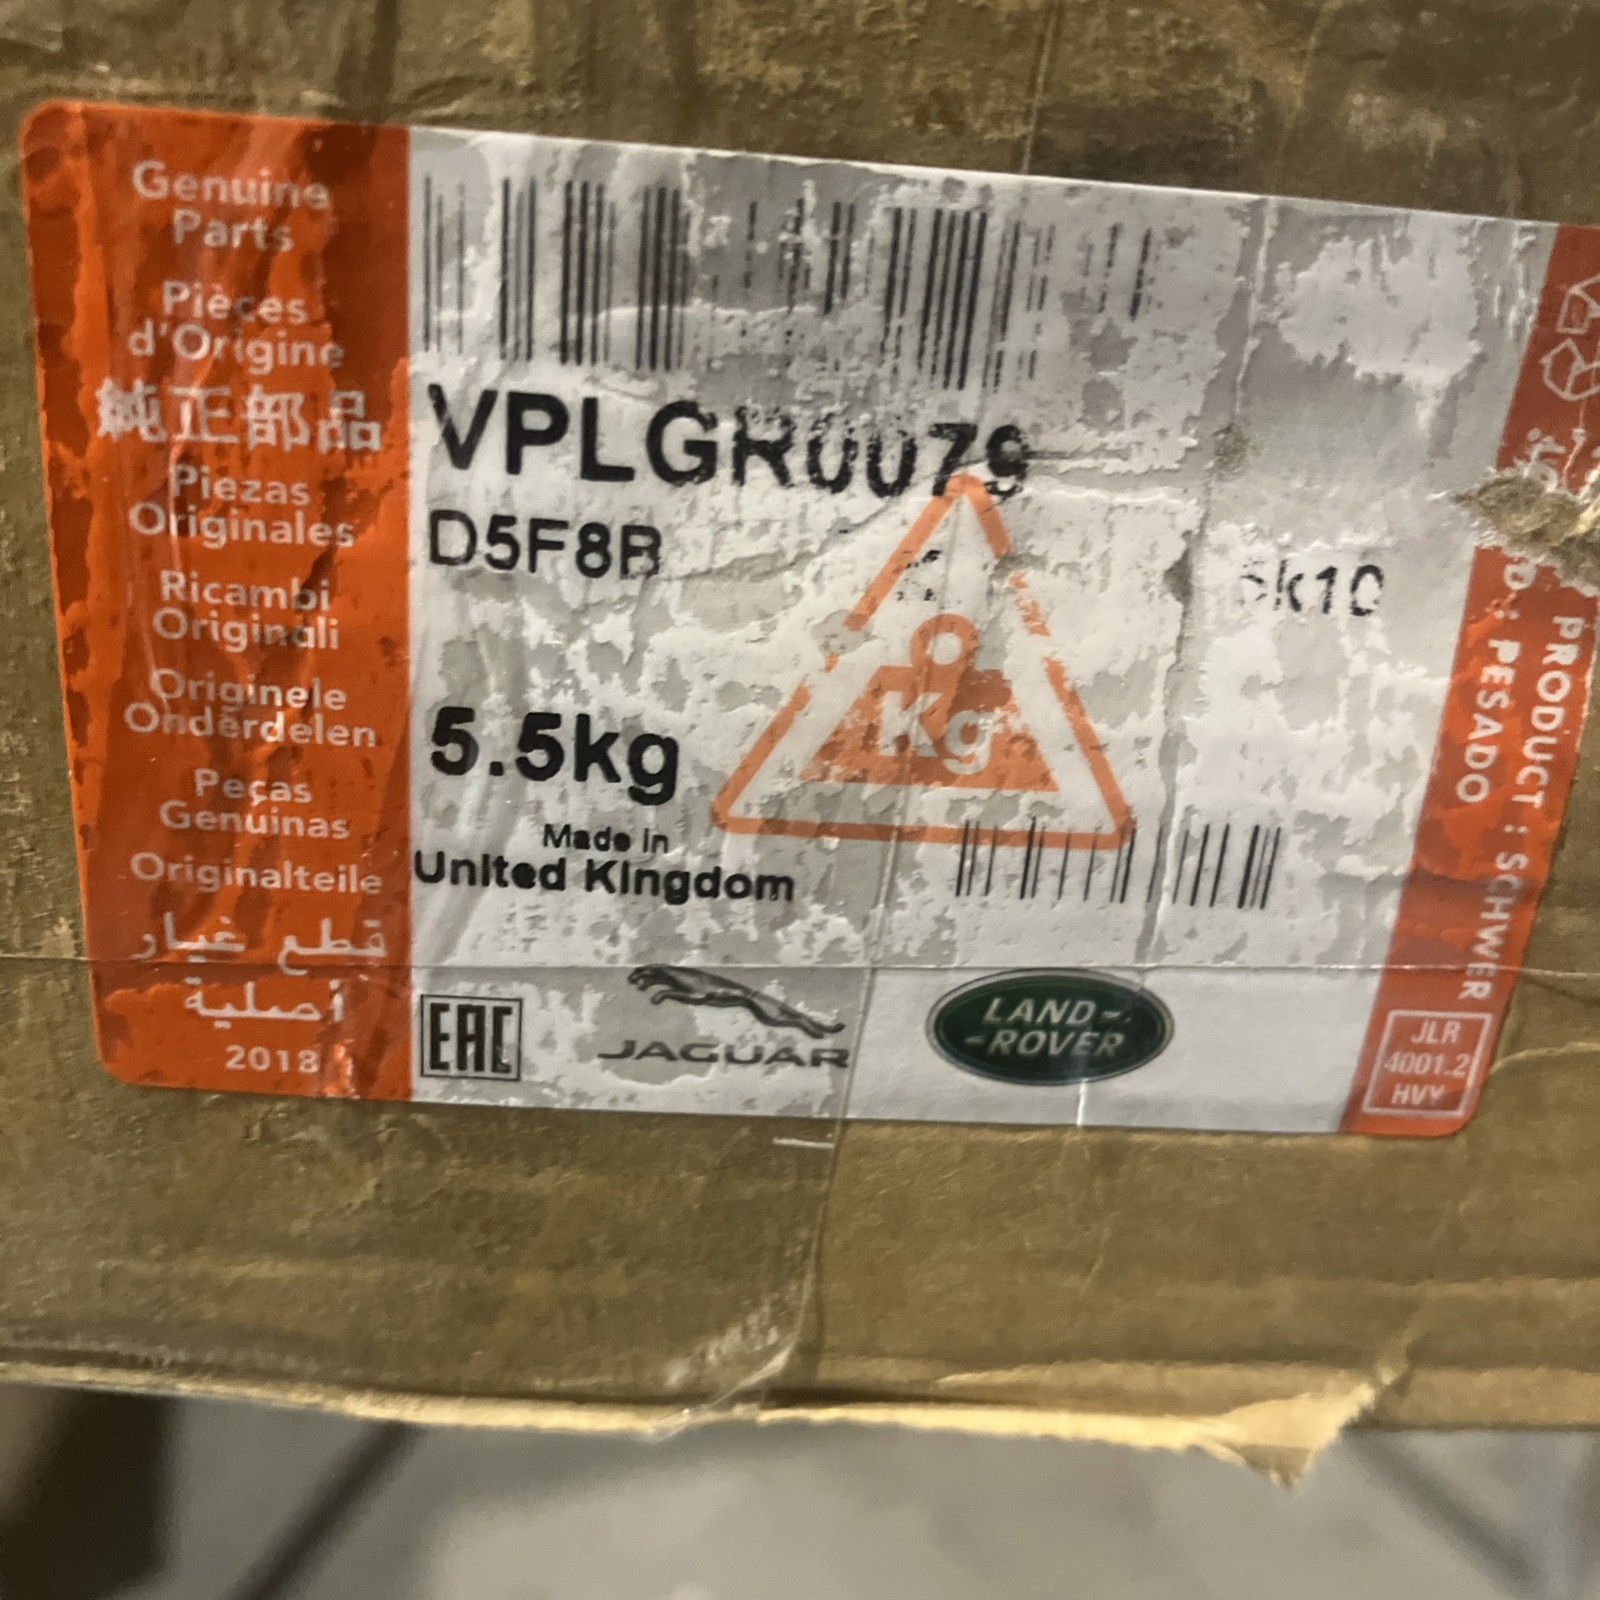 Genuine
Parts
Pièces
d'Origine
純正部品
Piezas
Originales
Ricambi
Originali
Originele
Onderdelen
Peças
Genuinas
Originalteile
قطع غيار
أصلية
2018
VPLGR0079
D5F8B
5.5kg
Made in
United Kingdom
Kg
EAC
JAGUAR
LAND-
-ROVER
PRODUCT : SCHWER
PESADO
JLR
4001.2
HVY